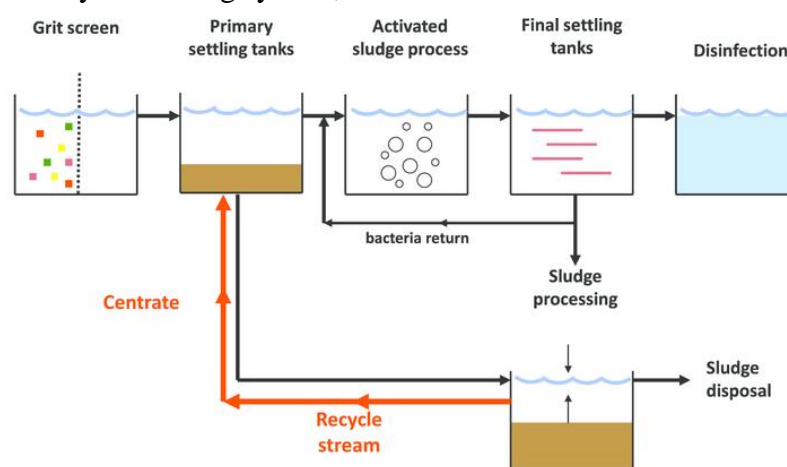 Grit screen
Primary
settling tanks
Activated
sludge process
Final settling
tanks
Disinfection
bacteria return
Sludge
processing
Centrate
Recycle
stream
Sludge
disposal